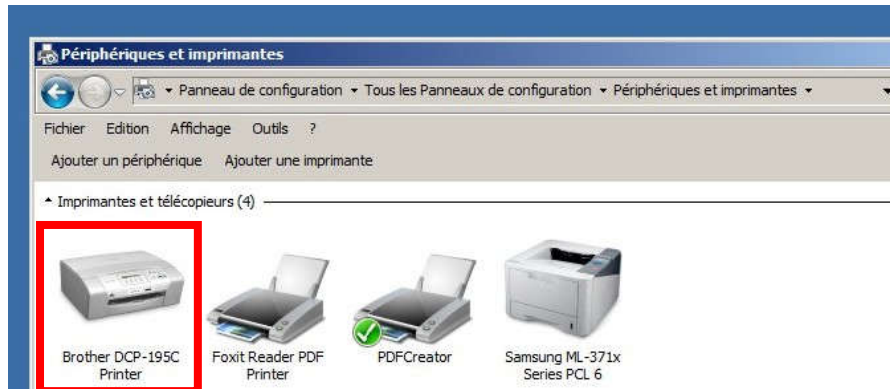 Périphériques et imprimantes
Panneau de configuration Tous les Panneaux de configuration Périphériques et imprimantes
Fichier Edition Affichage Outils ?
Ajouter un périphérique Ajouter une imprimante
Imprimantes et télécopieurs (4)
Brother DCP-195C Printer
Foxit Reader PDF Printer
PDFCreator
Samsung ML-371x Series PCL 6